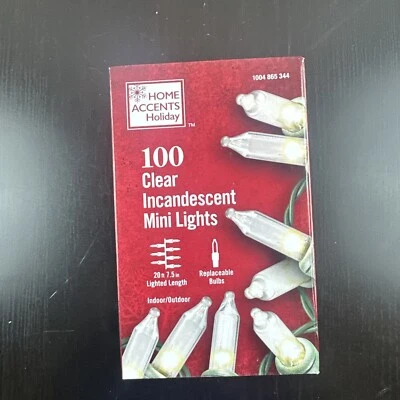 1004 865 344
HOME
ACCENTS
Holiday
TM
100
Clear
Incandescent
Mini Lights
20 ft 7.5 in
Lighted Length
Replaceable
Bulbs
Indoor/Outdoor